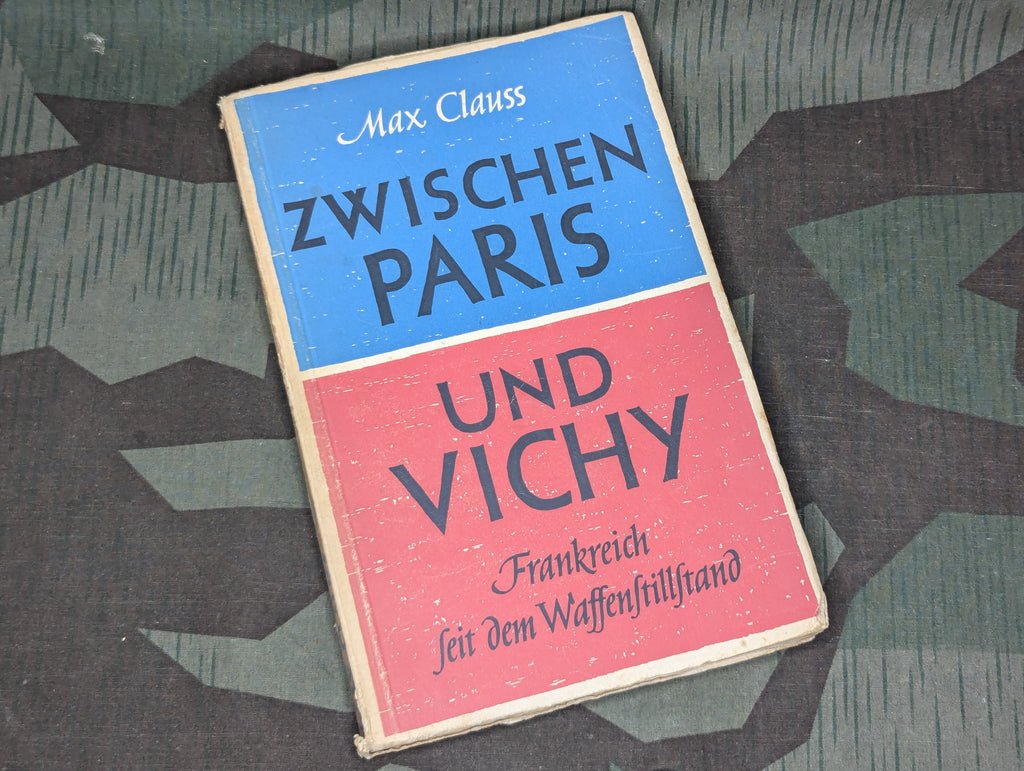 Max Clauss
ZWISCHEN
PARIS
UND
VICHY
Frankreich
ſeit dem Waffenſtillſtand